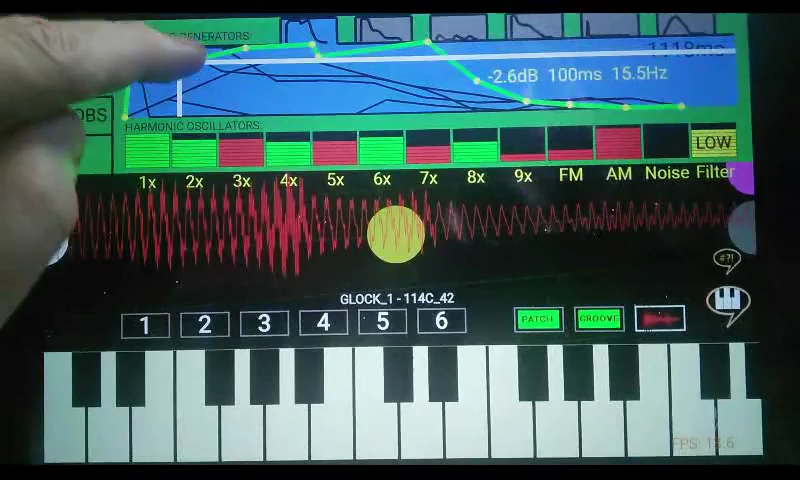 GENERATORS
1118ms
-2.6dB 100ms 15.5Hz
OBS
HARMONIC OSCILLATORS
LOW
1x 2x 3x 4x 5x 6x 7x 8x 9x FM AM Noise Filter
#?!
GLOCK_1 - 114C_42
1 2 3 4 5 6 PATCH GROOVE
FPS: